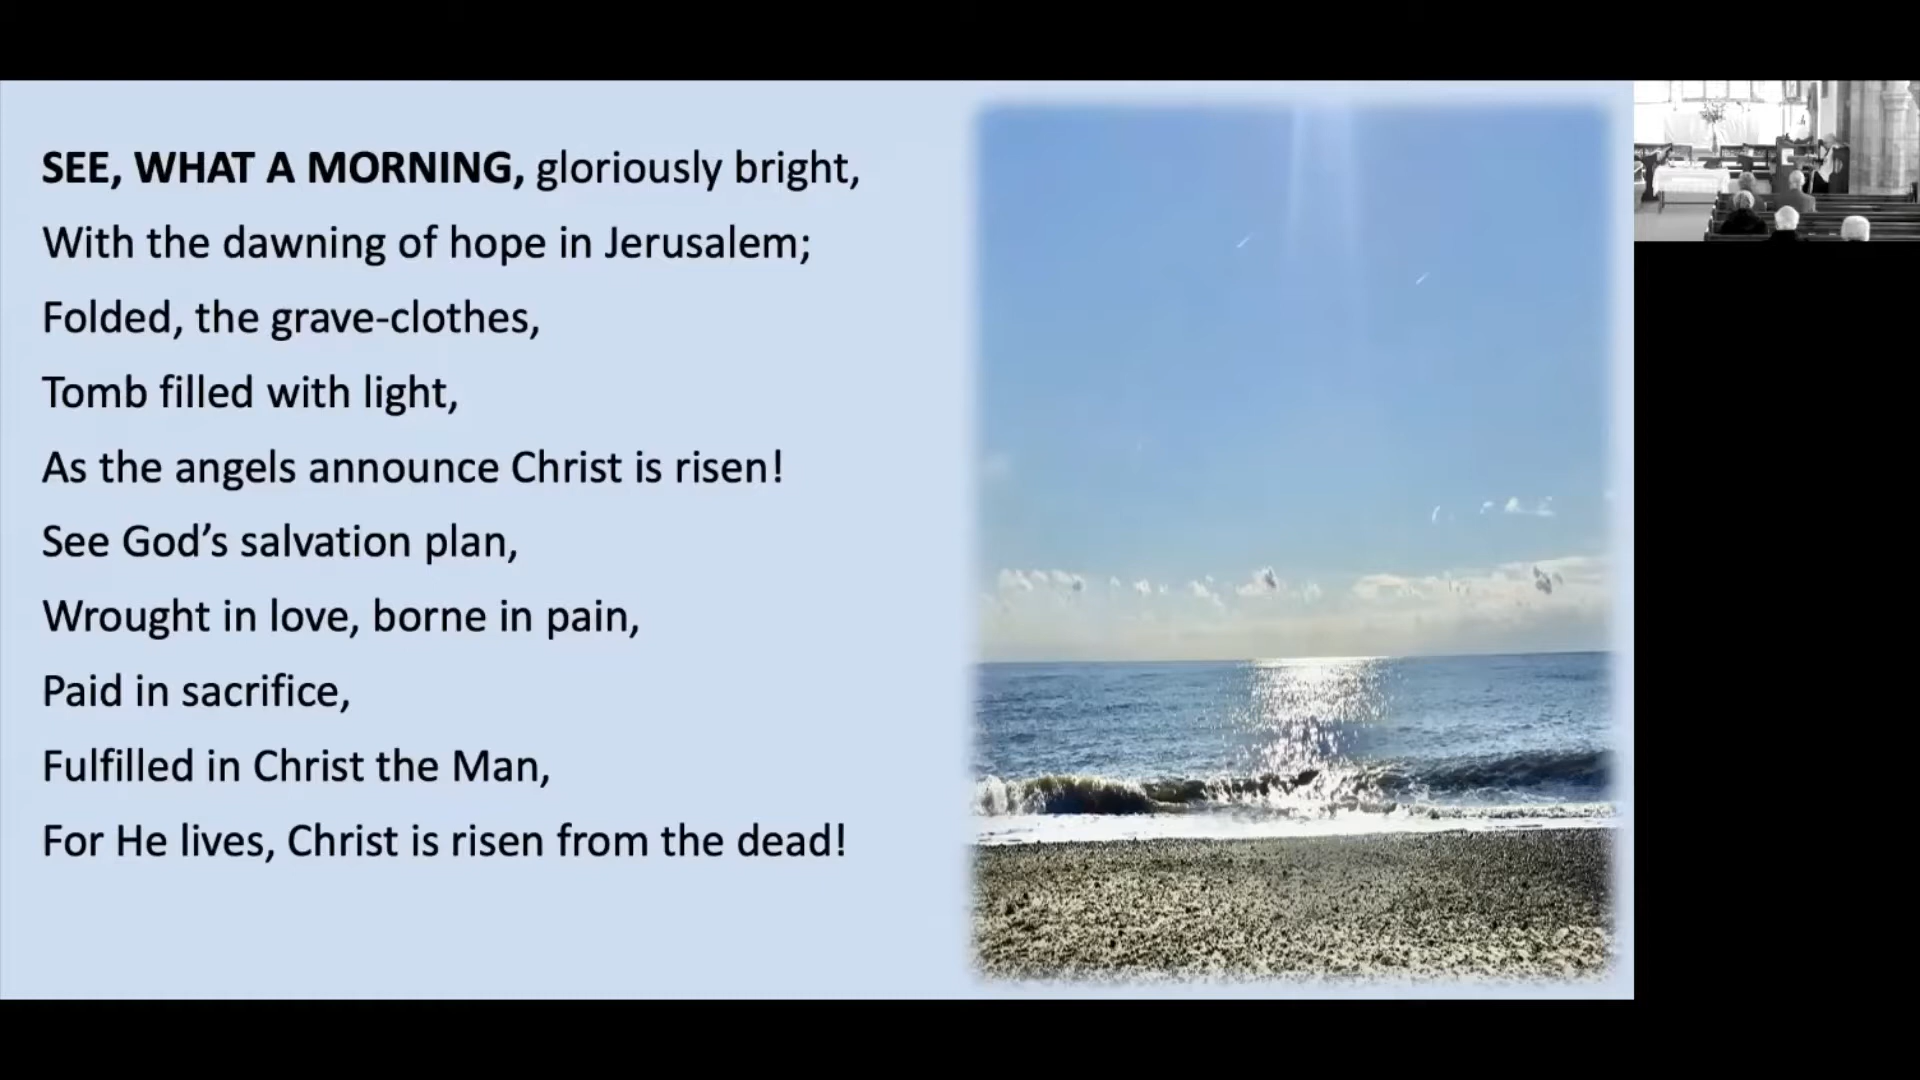 SEE, WHAT A MORNING, gloriously bright,
With the dawning of hope in Jerusalem;
Folded, the grave-clothes,
Tomb filled with light,
As the angels announce Christ is risen!
See God’s salvation plan,
Wrought in love, borne in pain,
Paid in sacrifice,
Fulfilled in Christ the Man,
For He lives, Christ is risen from the dead!